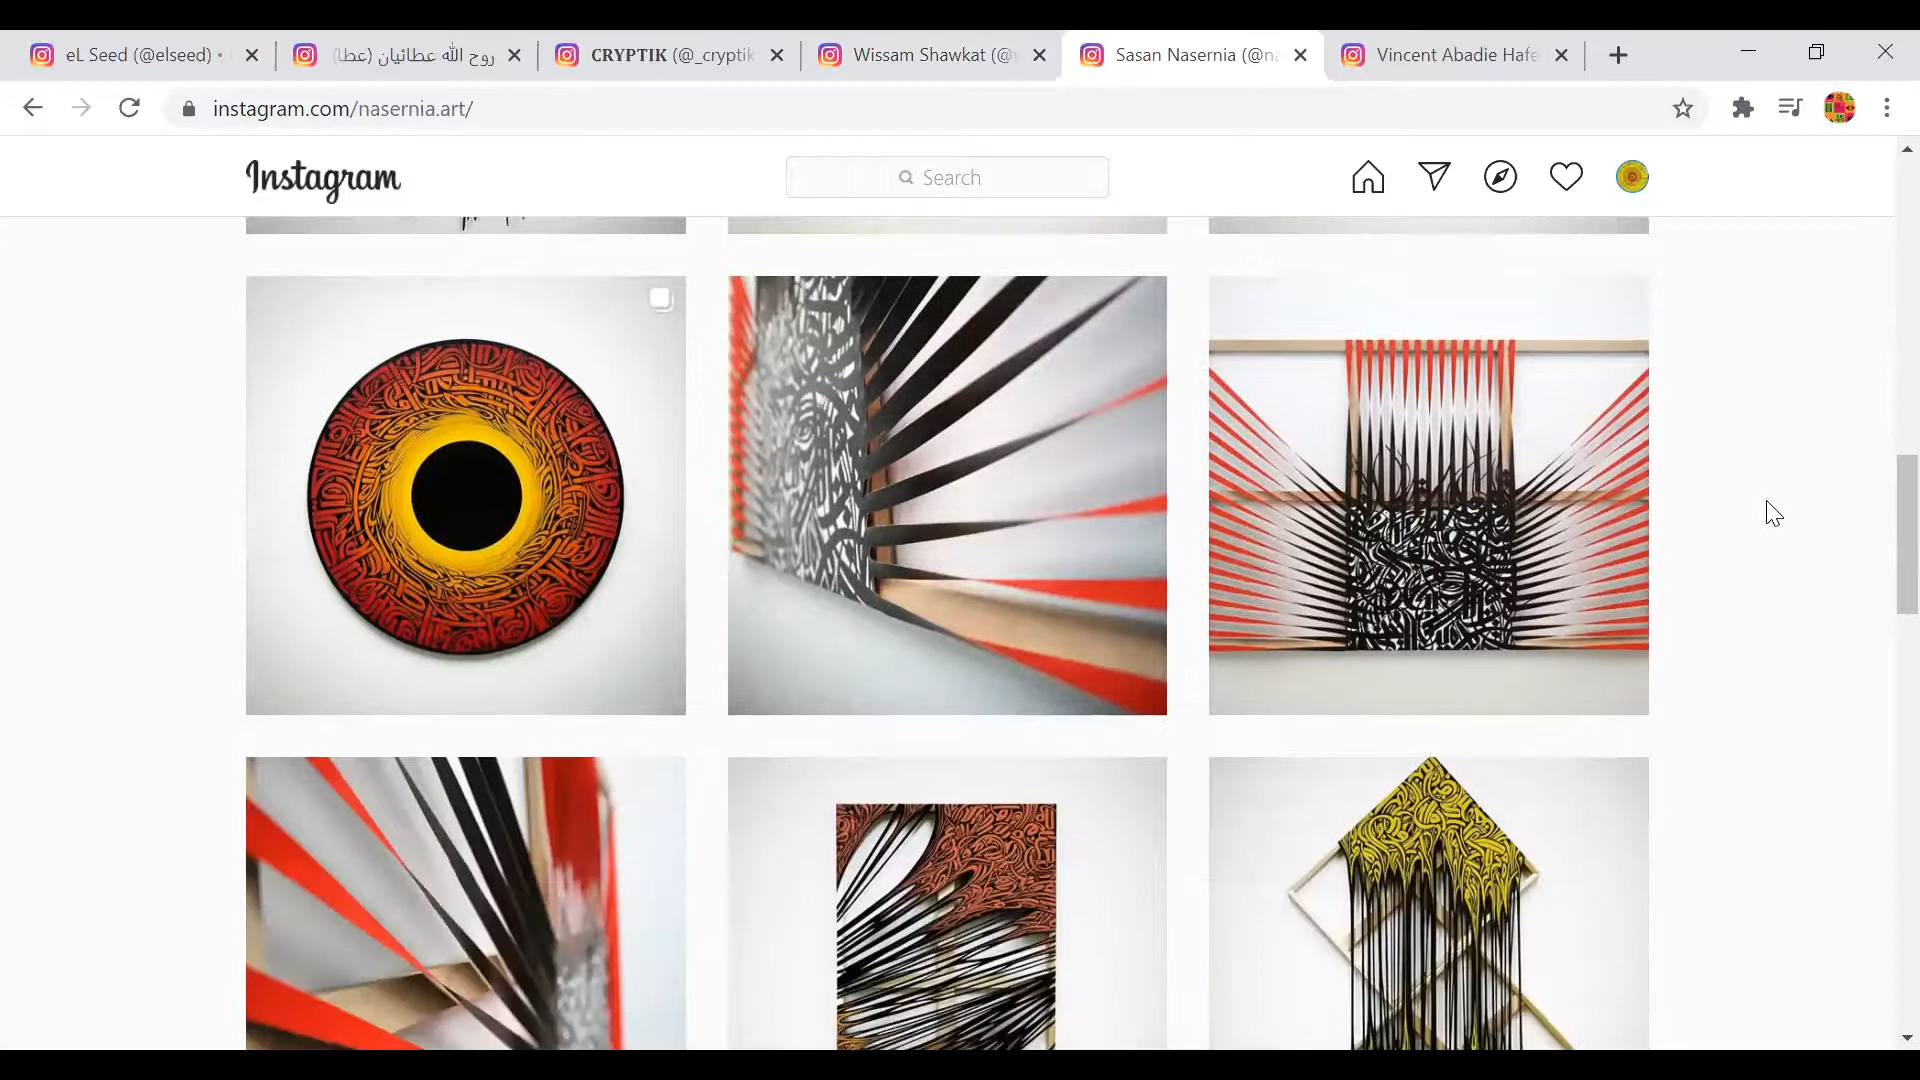 eL Seed (@elseed) •
روح الله عطائیان (عطا)
CRYPTIK (@_cryptik
Wissam Shawkat (@
Sasan Nasernia (@na
Vincent Abadie Hafe
instagram.com/nasernia.art/
Instagram
Search